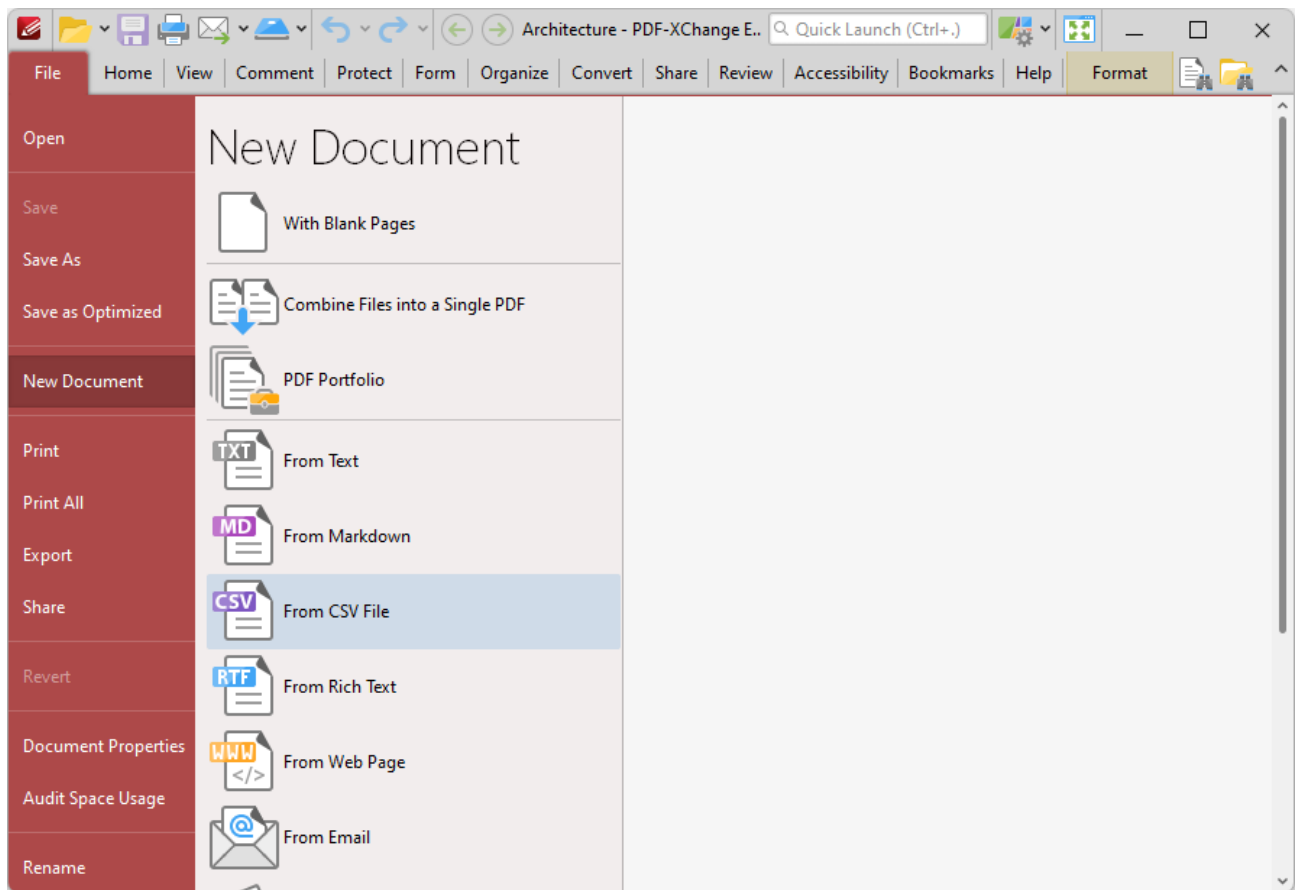 Architecture - PDF-XChange E..
Quick Launch (Ctrl+.)
File Home View Comment Protect Form Organize Convert Share Review Accessibility Bookmarks Help Format
Open
Save
Save As
Save as Optimized
New Document
Print
Print All
Export
Share
Revert
Document Properties
Audit Space Usage
Rename
New Document
With Blank Pages
Combine Files into a Single PDF
PDF Portfolio
TXT
From Text
MD
From Markdown
CSV
From CSV File
RTF
From Rich Text
WWW
</>
From Web Page
@
From Email